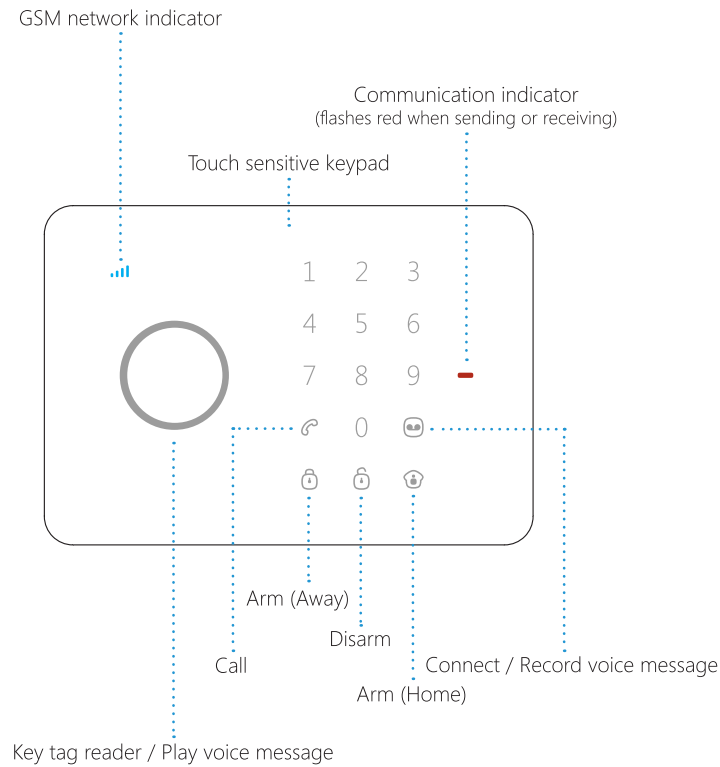 GSM network indicator
Communication indicator
(flashes red when sending or receiving)
Touch sensitive keypad
1 2 3
4 5 6
7 8 9
0
Arm (Away)
Disarm
Call
Connect / Record voice message
Arm (Home)
Key tag reader / Play voice message